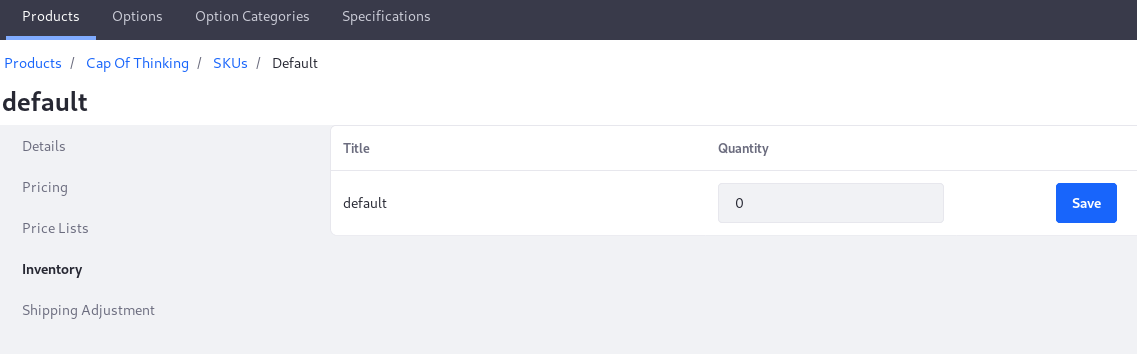 Products Options Option Categories Specifications
Products / Cap Of Thinking / SKUs / Default
default
Details
Pricing
Price Lists
Inventory
Shipping Adjustment
Title Quantity
default 0 Save